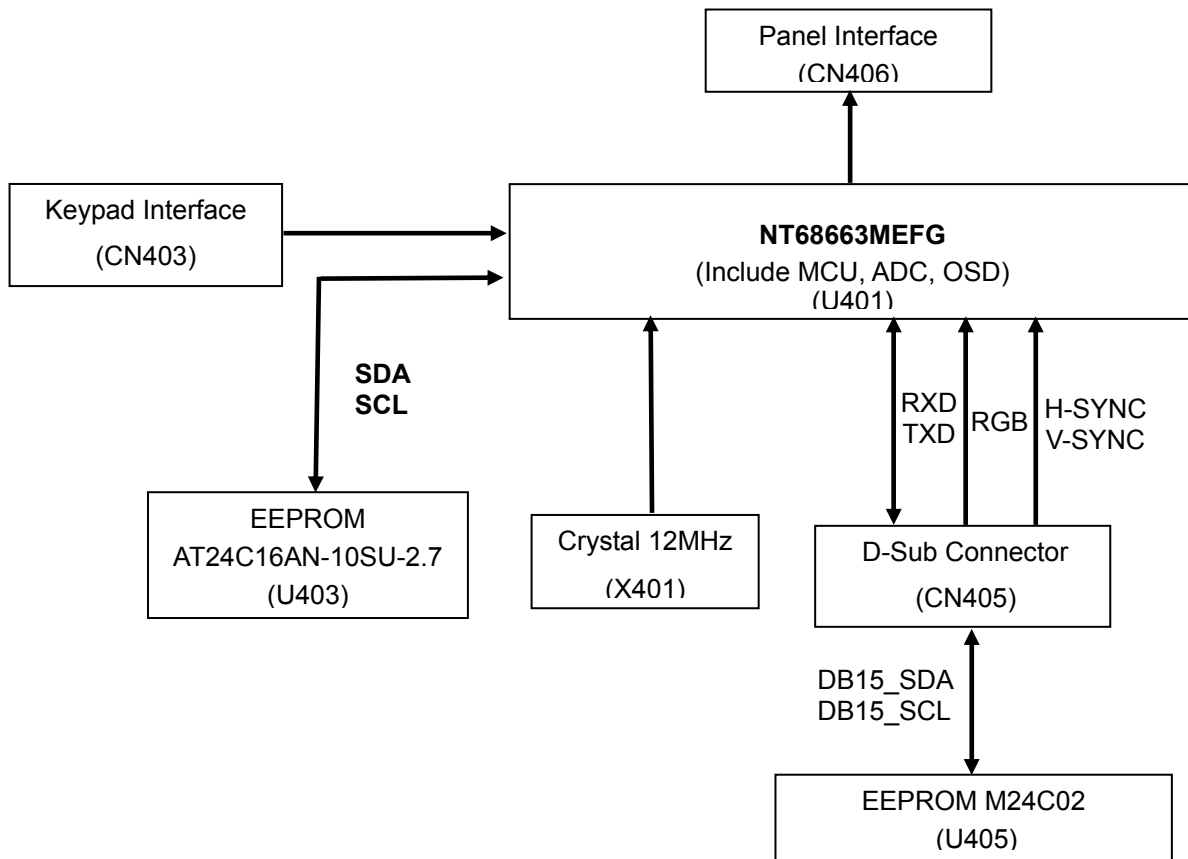 Panel Interface
(CN406)
Keypad Interface
(CN403)
NT68663MEFG
(Include MCU, ADC, OSD)
(U401)
SDA
SCL
RXD
TXD
RGB
H-SYNC
V-SYNC
EEPROM
AT24C16AN-10SU-2.7
(U403)
Crystal 12MHz
(X401)
D-Sub Connector
(CN405)
DB15_SDA
DB15_SCL
EEPROM M24C02
(U405)